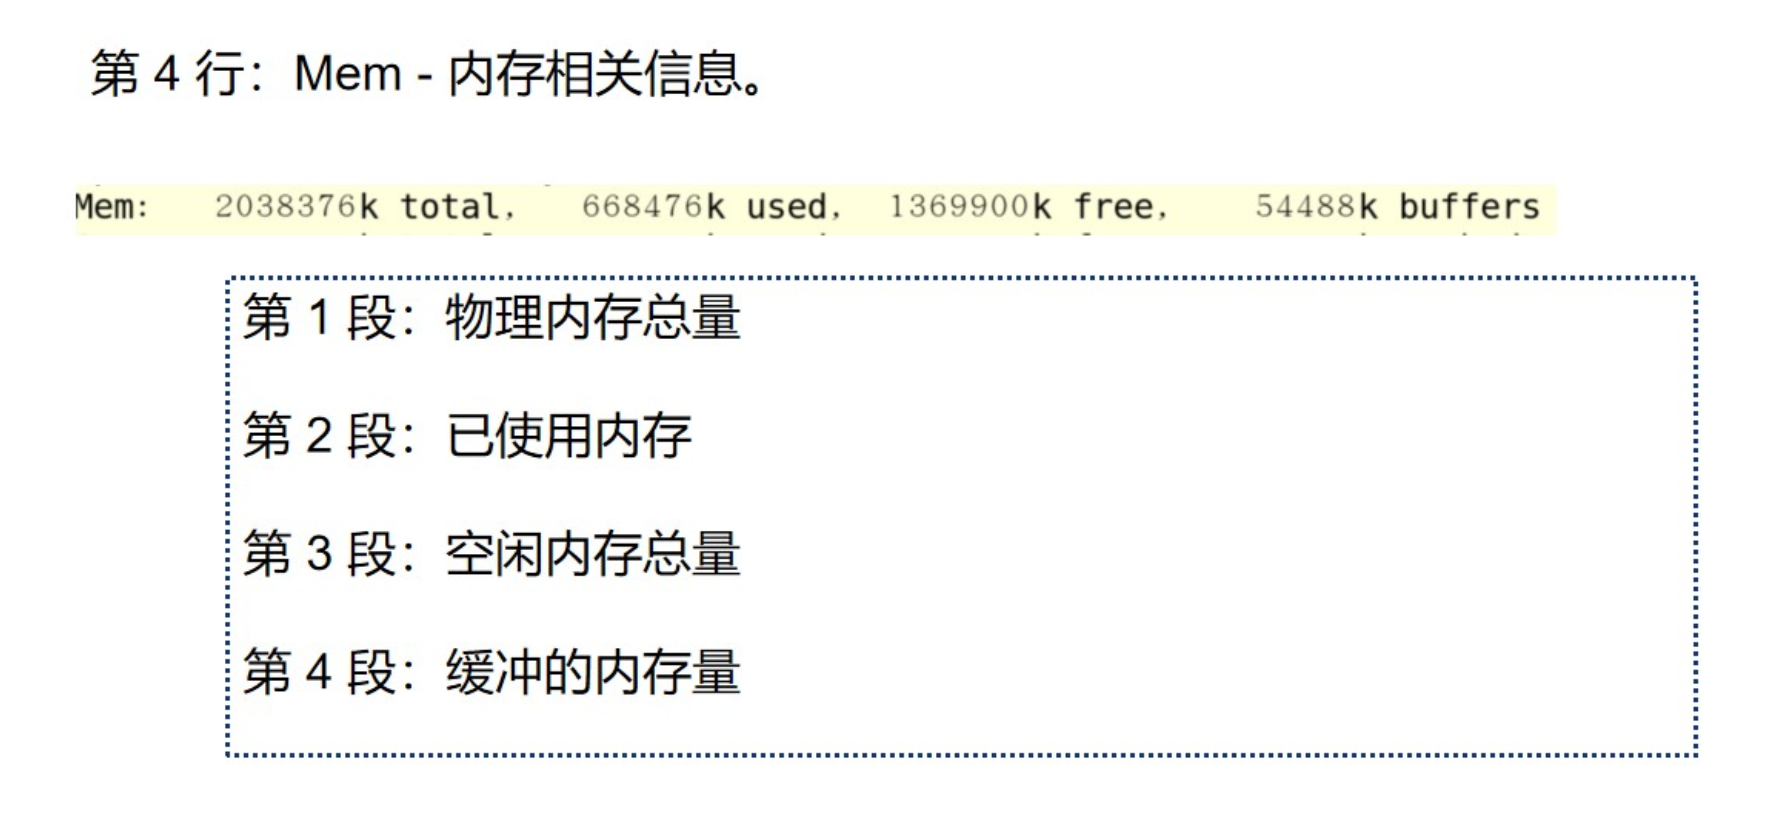 第 4 行：Mem - 内存相关信息。
Mem: 2038376k total, 668476k used, 1369900k free, 54488k buffers
第 1 段：物理内存总量
第 2 段：已使用内存
第 3 段：空闲内存总量
第 4 段：缓冲的内存量